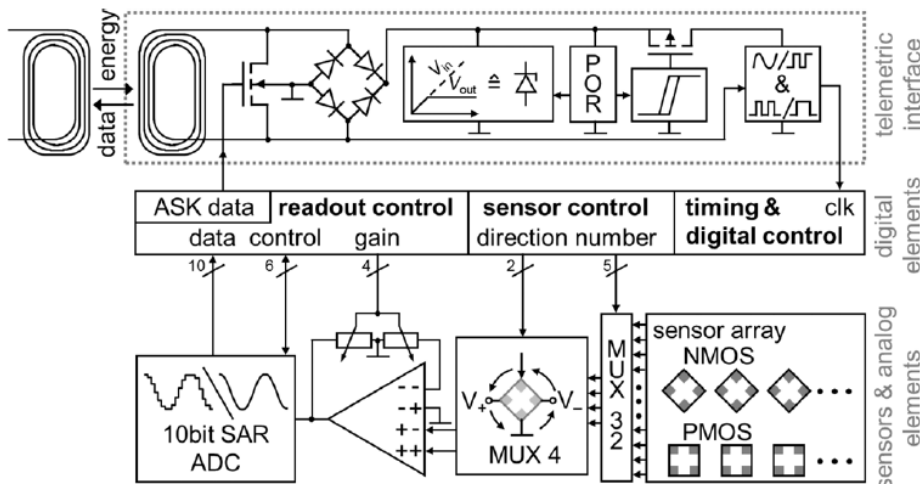 energy
data
V_in
V_out ≙
POR
&
telemetric
interface
ASK data
readout control
sensor control
timing &
clk
data control
gain
direction number
digital control
digital
elements
10
6
4
2
5
10bit SAR
ADC
--
-+
+-
++
V+
V−
MUX 4
MUX 32
sensor array
NMOS
PMOS
sensors & analog
elements